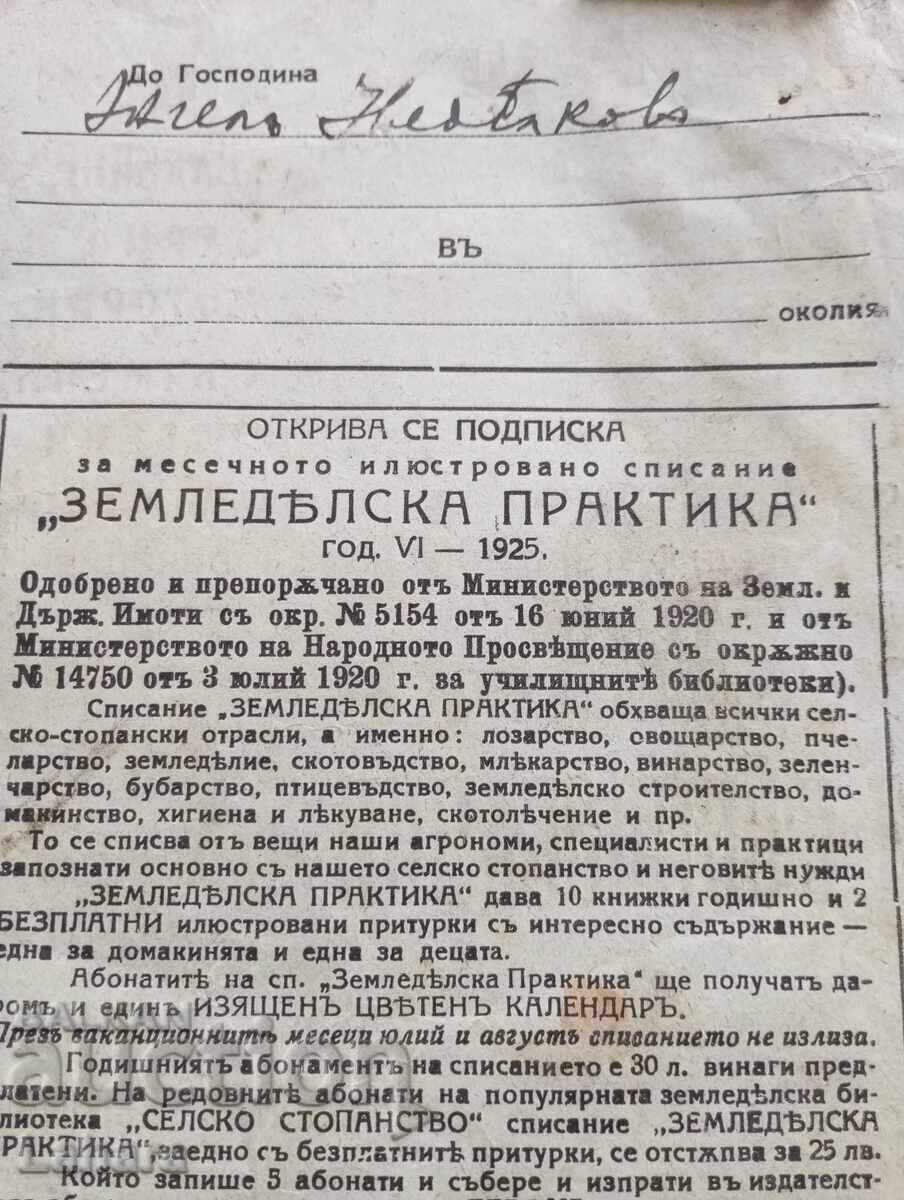 До Господина
Ангелъ Недѣлковъ
ВЪ
ОКОЛИЯ
ОТКРИВА СЕ ПОДПИСКА
за месечното илюстровано списание
„ЗЕМЛЕДѢЛСКА ПРАКТИКА“
год. VI — 1925.
Одобрено и препорѫчано отъ Министерството на Земл. и
Държ. Имоти съ окр. № 5154 отъ 16 юний 1920 г. и отъ
Министерството на Народното Просвѣщение съ окрѫжно
№ 14750 отъ 3 юлий 1920 г. за училищнитѣ библиотеки).
Списание „ЗЕМЛЕДѢЛСКА ПРАКТИКА“ обхваща всички сел-
ско-стопански отрасли, а именно: лозарство, овощарство, пче-
ларство, земледѣлие, скотовъдство, млѣкарство, винарство, зелен-
чарство, бубарство, птицевъдство, земледѣлско строителство, до-
макинство, хигиена и лѣкуване, скотолѣчение и пр.
То се списва отъ вещи наши агрономи, специалисти и практици
запознати основно съ нашето селско стопанство и неговитѣ нужди
„ЗЕМЛЕДѢЛСКА ПРАКТИКА“ дава 10 книжки годишно и 2
БЕЗПЛАТНИ илюстровани притурки съ интересно съдържание —
една за домакинята и една за децата.
Абонатитѣ на сп. „Земледѣлска Практика“ ще получатъ да-
ромъ и единъ ИЗЯЩЕНЪ ЦВѢТЕНЪ КАЛЕНДАРЪ.
Презъ ваканционнитѣ месеци юлий и августъ списанието не излиза.
Годишниятъ абонаментъ на списанието е 30 л. винаги пред-
латени. На редовнитѣ абонати на популярната земледѣлска би-
лиотека „СЕЛСКО СТОПАНСТВО“ списание „ЗЕМЛЕДѢЛСКА
РАКТИКА“, заедно съ безплатнитѣ притурки, се отстѫпва за 25 лв.
Който запише 5 абонати и събере и изпрати въ издателст-